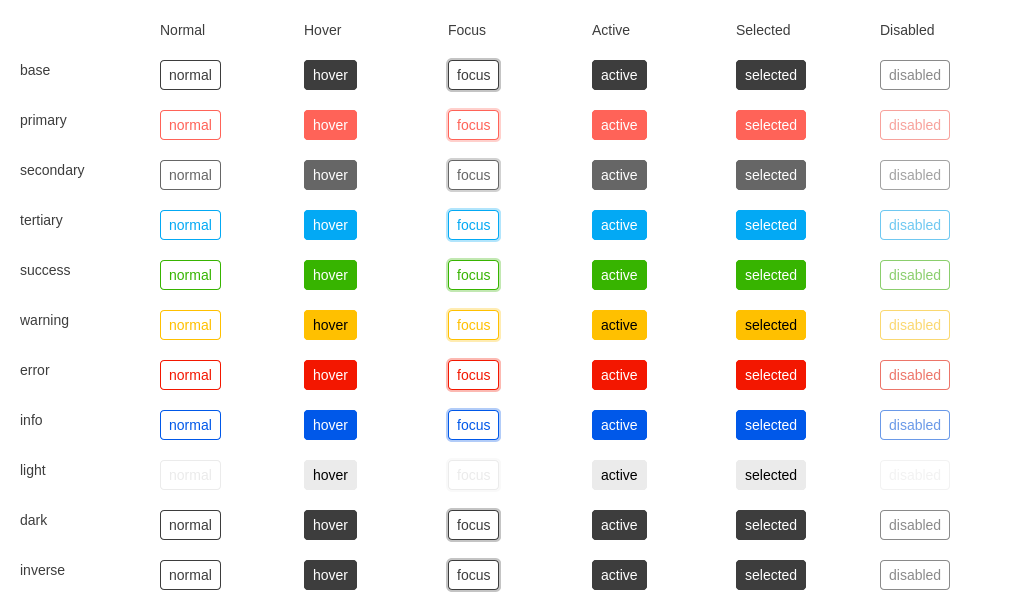 Normal Hover Focus Active Selected Disabled
base normal hover focus active selected disabled
primary normal hover focus active selected disabled
secondary normal hover focus active selected disabled
tertiary normal hover focus active selected disabled
success normal hover focus active selected disabled
warning normal hover focus active selected disabled
error normal hover focus active selected disabled
info normal hover focus active selected disabled
light normal hover focus active selected disabled
dark normal hover focus active selected disabled
inverse normal hover focus active selected disabled